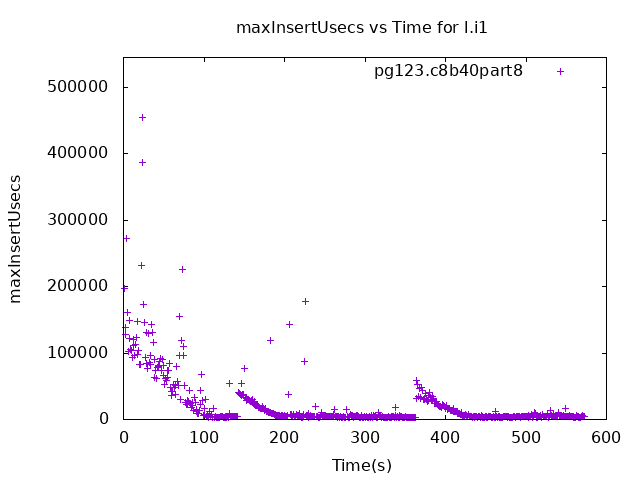 maxInsertUsecs vs Time for l.i1
pg123.c8b40part8
500000
400000
300000
200000
100000
0
maxInsertUsecs
0 100 200 300 400 500 600
Time(s)